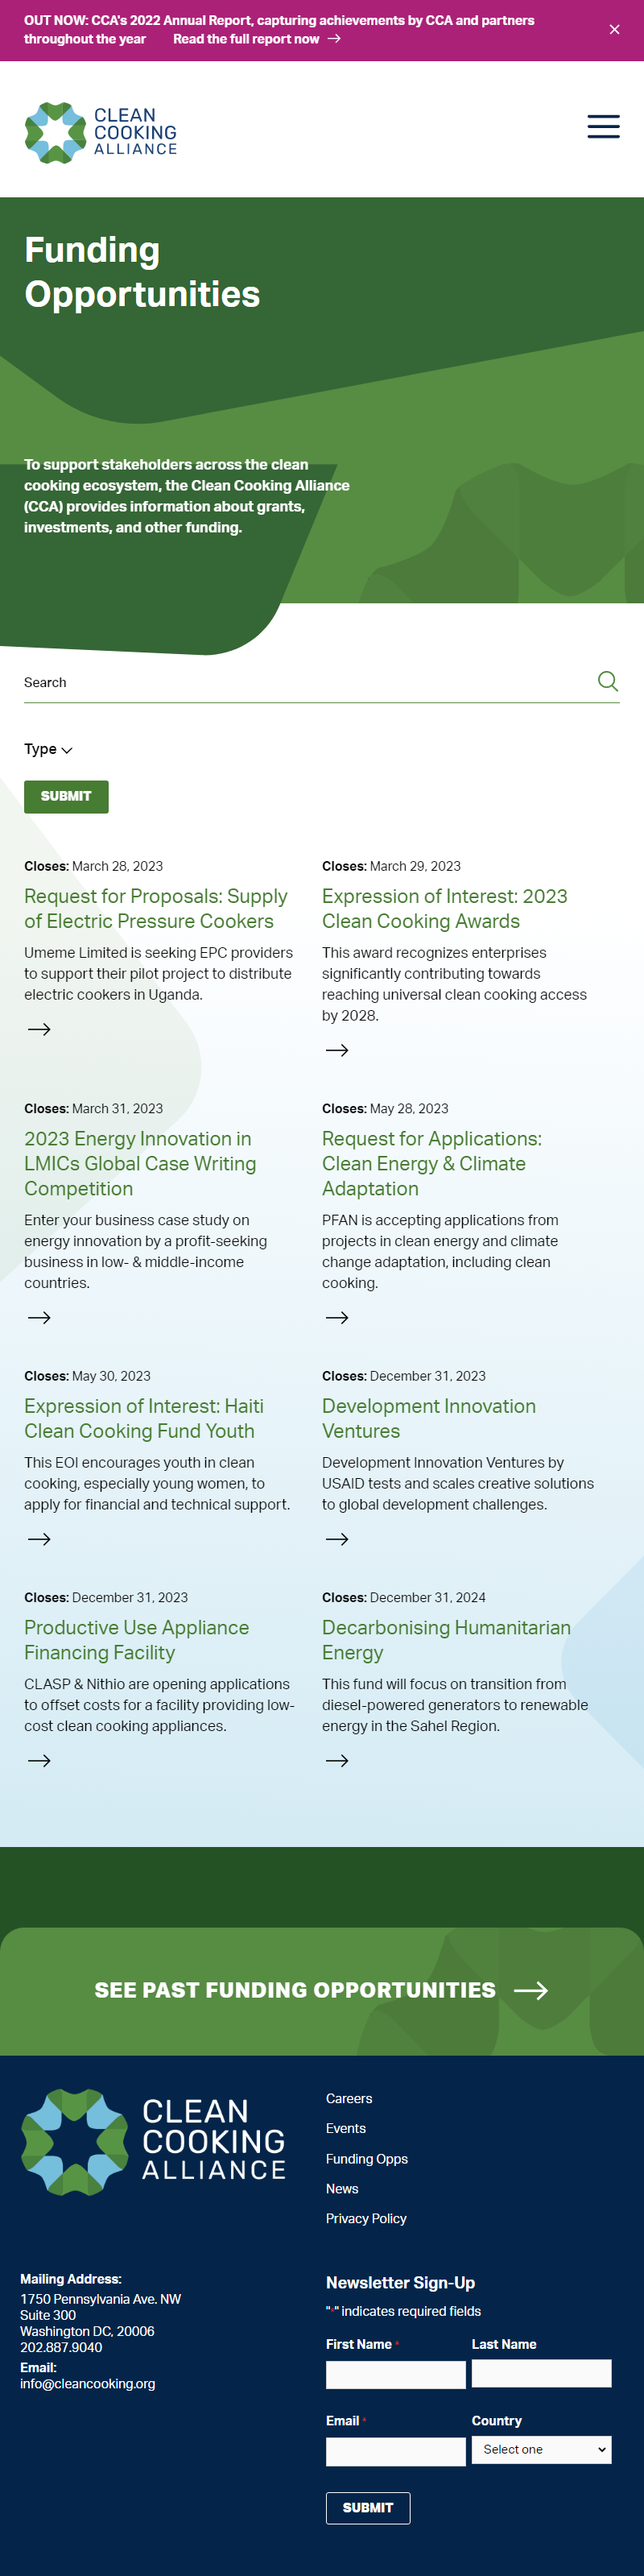 OUT NOW: CCA's 2022 Annual Report, capturing achievements by CCA and partners
throughout the year Read the full report now →
CLEAN
COOKING
ALLIANCE
Funding
Opportunities
To support stakeholders across the clean
cooking ecosystem, the Clean Cooking Alliance
(CCA) provides information about grants,
investments, and other funding.
Search
Type
SUBMIT
Closes: March 28, 2023
Request for Proposals: Supply
of Electric Pressure Cookers
Umeme Limited is seeking EPC providers
to support their pilot project to distribute
electric cookers in Uganda.
Closes: March 29, 2023
Expression of Interest: 2023
Clean Cooking Awards
This award recognizes enterprises
significantly contributing towards
reaching universal clean cooking access
by 2028.
Closes: March 31, 2023
2023 Energy Innovation in
LMICs Global Case Writing
Competition
Enter your business case study on
energy innovation by a profit-seeking
business in low- & middle-income
countries.
Closes: May 28, 2023
Request for Applications:
Clean Energy & Climate
Adaptation
PFAN is accepting applications from
projects in clean energy and climate
change adaptation, including clean
cooking.
Closes: May 30, 2023
Expression of Interest: Haiti
Clean Cooking Fund Youth
This EOI encourages youth in clean
cooking, especially young women, to
apply for financial and technical support.
Closes: December 31, 2023
Development Innovation
Ventures
Development Innovation Ventures by
USAID tests and scales creative solutions
to global development challenges.
Closes: December 31, 2023
Productive Use Appliance
Financing Facility
CLASP & Nithio are opening applications
to offset costs for a facility providing low-
cost clean cooking appliances.
Closes: December 31, 2024
Decarbonising Humanitarian
Energy
This fund will focus on transition from
diesel-powered generators to renewable
energy in the Sahel Region.
SEE PAST FUNDING OPPORTUNITIES →
CLEAN
COOKING
ALLIANCE
Careers
Events
Funding Opps
News
Privacy Policy
Mailing Address:
1750 Pennsylvania Ave. NW
Suite 300
Washington DC, 20006
202.887.9040
Email:
info@cleancooking.org
Newsletter Sign-Up
"*" indicates required fields
First Name *
Last Name
Email *
Country
Select one
SUBMIT